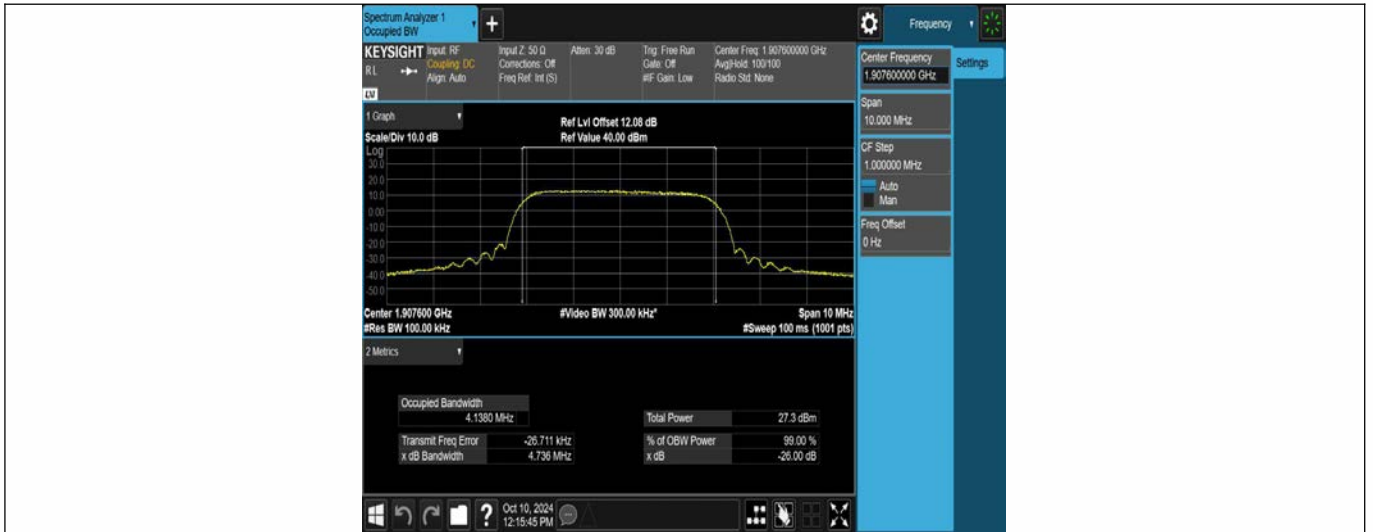 Spectrum Analyzer 1
Occupied BW
+
Frequency
KEYSIGHT
R L
LV
Input: RF
Coupling: DC
Align: Auto
Input Z: 50 Ω
Corrections: Off
Freq Ref: Int (S)
Atten: 30 dB
Trig: Free Run
Gate: Off
#IF Gain: Low
Center Freq: 1.907600000 GHz
Avg|Hold: 100/100
Radio Std: None
Center Frequency
1.907600000 GHz
Settings
Span
10.000 MHz
CF Step
1.000000 MHz
Auto
Man
Freq Offset
0 Hz
1 Graph
Scale/Div 10.0 dB
Ref Lvl Offset 12.08 dB
Ref Value 40.00 dBm
Log
30.0
20.0
10.0
0.00
-10.0
-20.0
-30.0
-40.0
-50.0
Center 1.907600 GHz
#Video BW 300.00 kHz*
Span 10 MHz
#Res BW 100.00 kHz
#Sweep 100 ms (1001 pts)
2 Metrics
Occupied Bandwidth
4.1380 MHz
Total Power 27.3 dBm
Transmit Freq Error -26.711 kHz
% of OBW Power 99.00 %
x dB Bandwidth 4.736 MHz
x dB -26.00 dB
?
Oct 10, 2024
12:15:45 PM